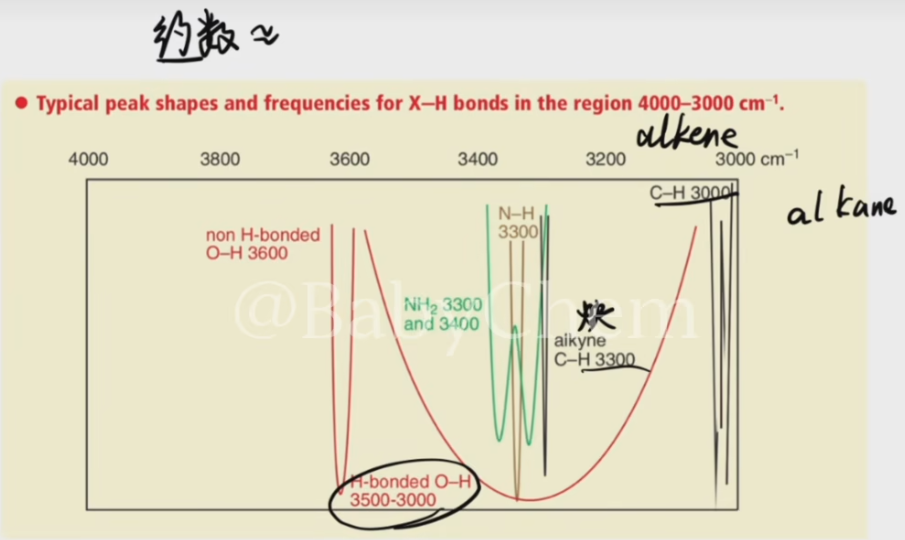 约数≈
● Typical peak shapes and frequencies for X–H bonds in the region 4000–3000 cm⁻¹.
alkene
4000 3800 3600 3400 3200 3000 cm⁻¹
C–H 3000
alkane
N–H
3300
non H-bonded
O–H 3600
NH₂ 3300
and 3400
@BabyChem
炔
alkyne
C–H 3300
H-bonded O–H
3500-3000